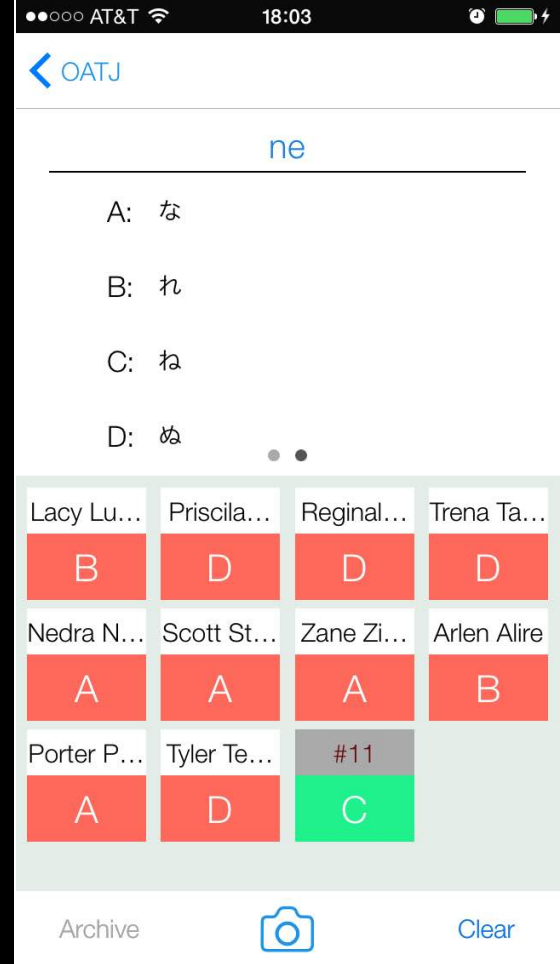 AT&T 18:03
OATJ
ne
A: な
B: れ
C: ね
D: ぬ
Lacy Lu... Priscila... Reginal... Trena Ta...
B D D D
Nedra N... Scott St... Zane Zi... Arlen Alire
A A A B
Porter P... Tyler Te... #11
A D C
Archive Clear